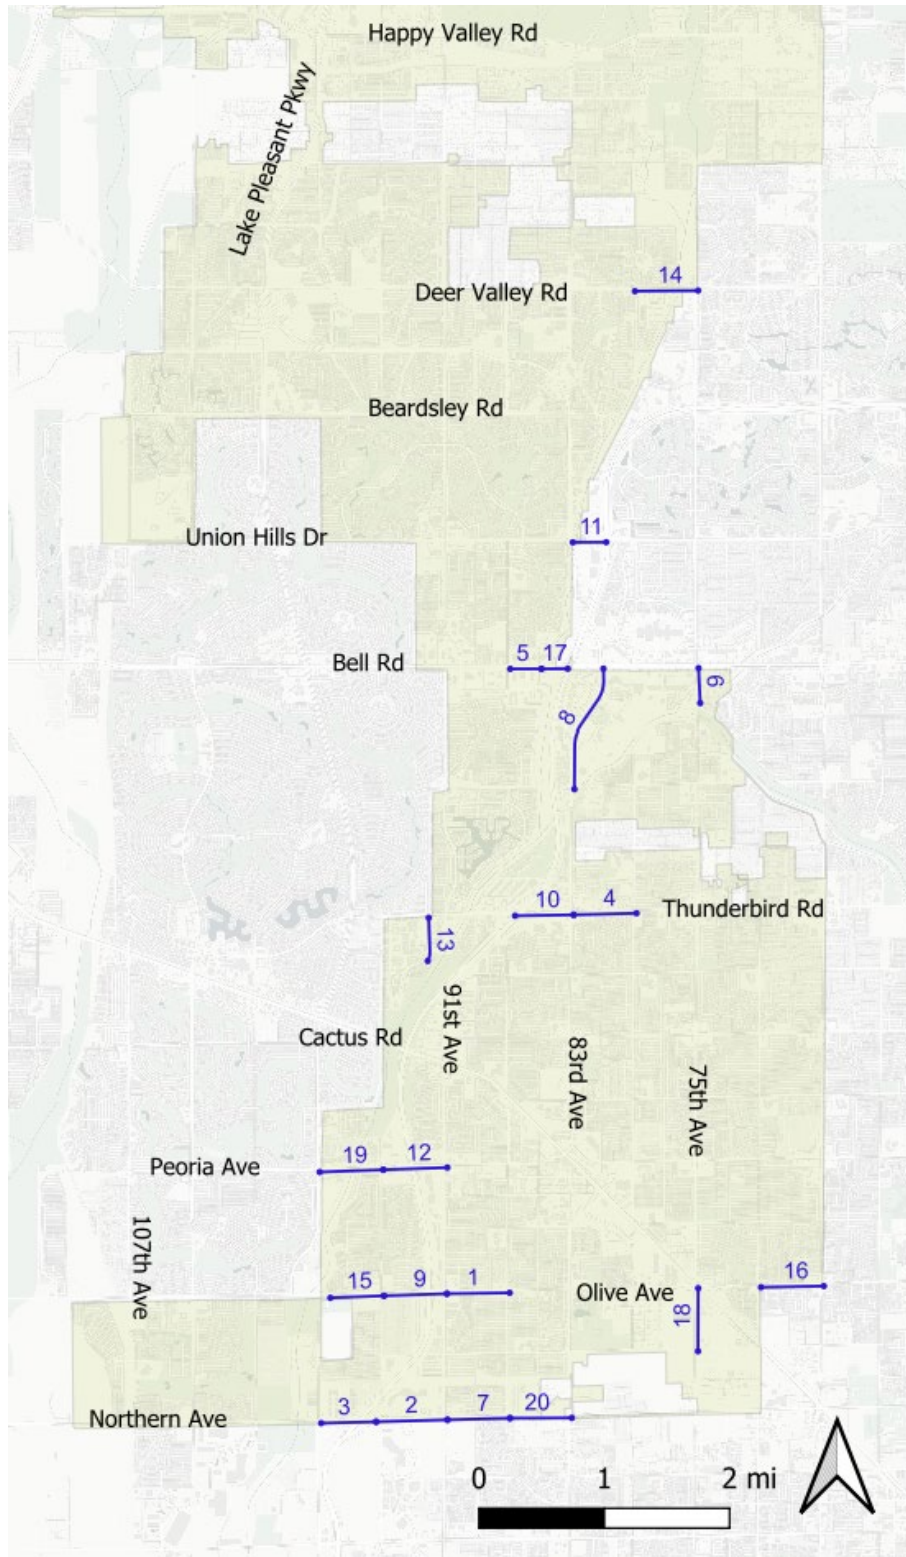 Happy Valley Rd
Lake Pleasant Pkwy
14
Deer Valley Rd
Beardsley Rd
11
Union Hills Dr
5 17
Bell Rd
6
8
10 4
Thunderbird Rd
13
91st Ave
Cactus Rd
83rd Ave
75th Ave
19 12
Peoria Ave
107th Ave
15 9 1
Olive Ave
16
18
3 2 7 20
Northern Ave
0 1 2 mi